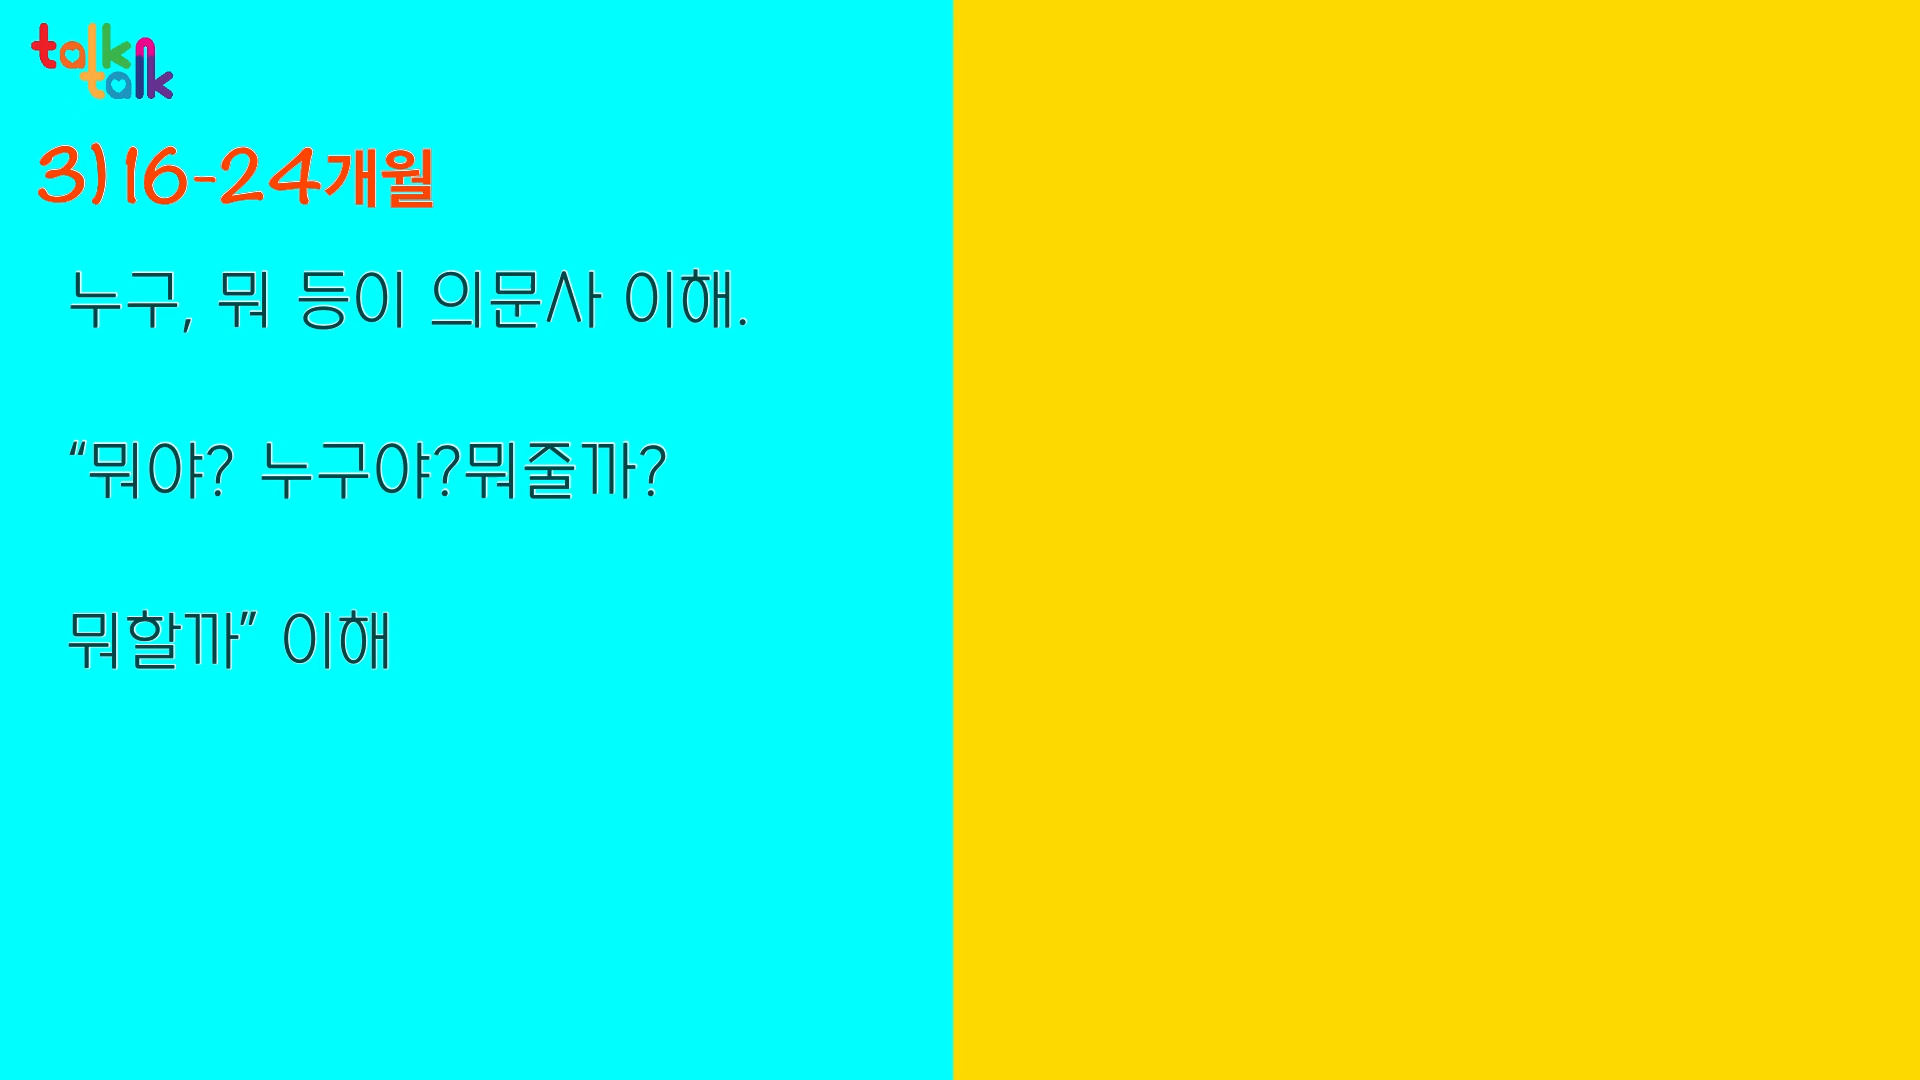 talk n
talk
3)16-24개월
누구, 뭐 등이 의문사 이해.
“뭐야? 누구야?뭐줄까?
뭐할까” 이해